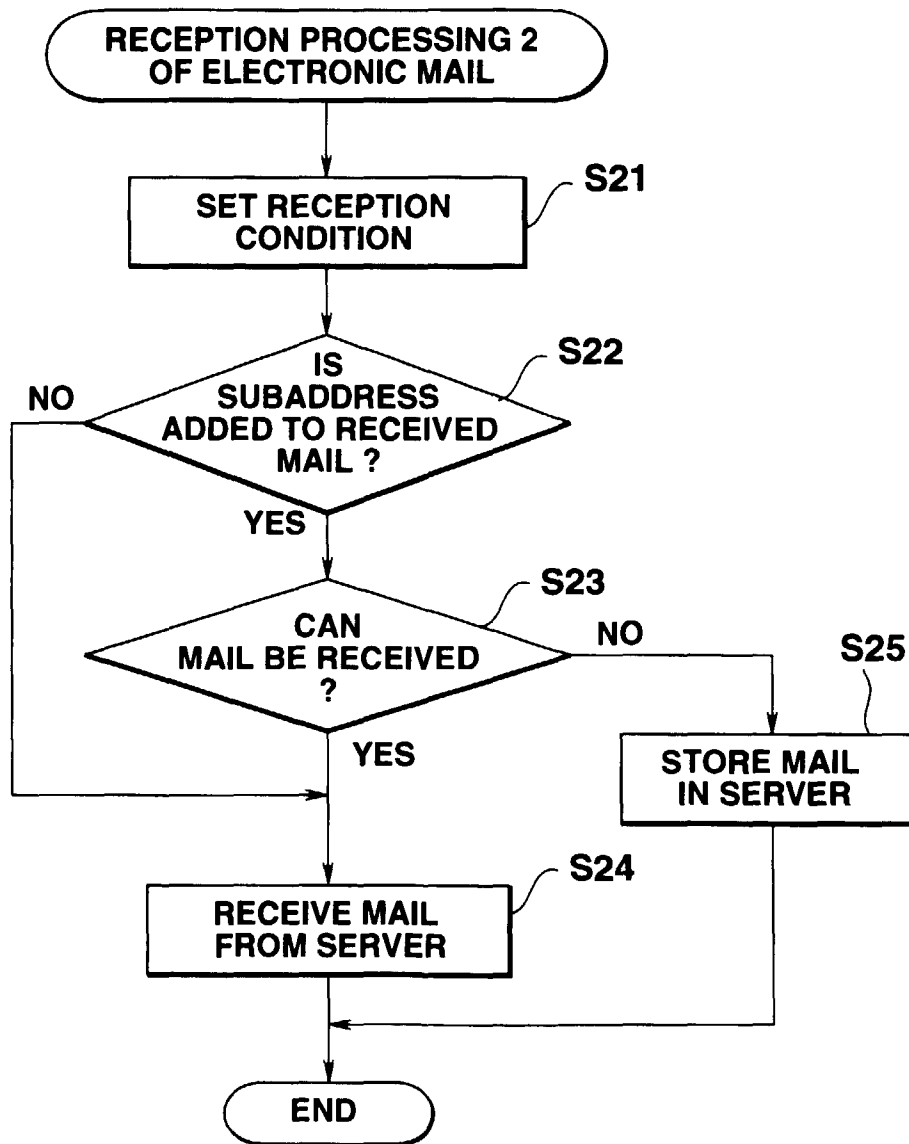 RECEPTION PROCESSING 2
OF ELECTRONIC MAIL
S21
SET RECEPTION
CONDITION
S22
IS
SUBADDRESS
ADDED TO RECEIVED
MAIL ?
NO
YES
S23
CAN
MAIL BE RECEIVED
?
NO
YES
S25
STORE MAIL
IN SERVER
S24
RECEIVE MAIL
FROM SERVER
END